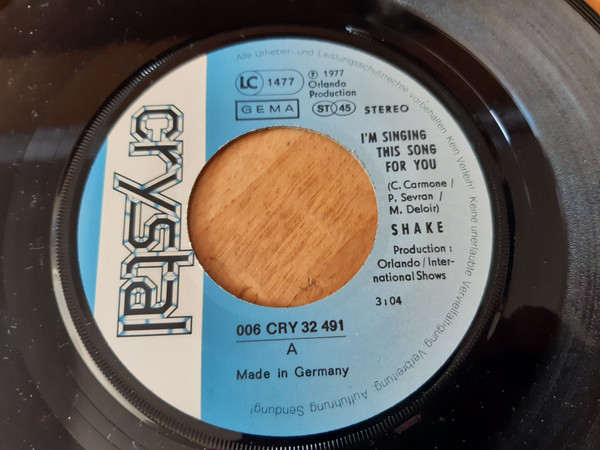 Alle Urheber- und Leistungsschutzrechte vorbehalten Kein Verleih! Keine unerlaubte Vervielfältigung Verbreitung, Aufführung Sendung!
crystal
LC 1477
℗ 1977
Orlando
Production
GEMA
ST 45 STEREO
I'M SINGING
THIS SONG
FOR YOU
(C. Carmone /
P. Sevran /
M. Deloir)
SHAKE
Production :
Orlando / Inter-
national Shows
3:04
006 CRY 32 491
A
Made in Germany